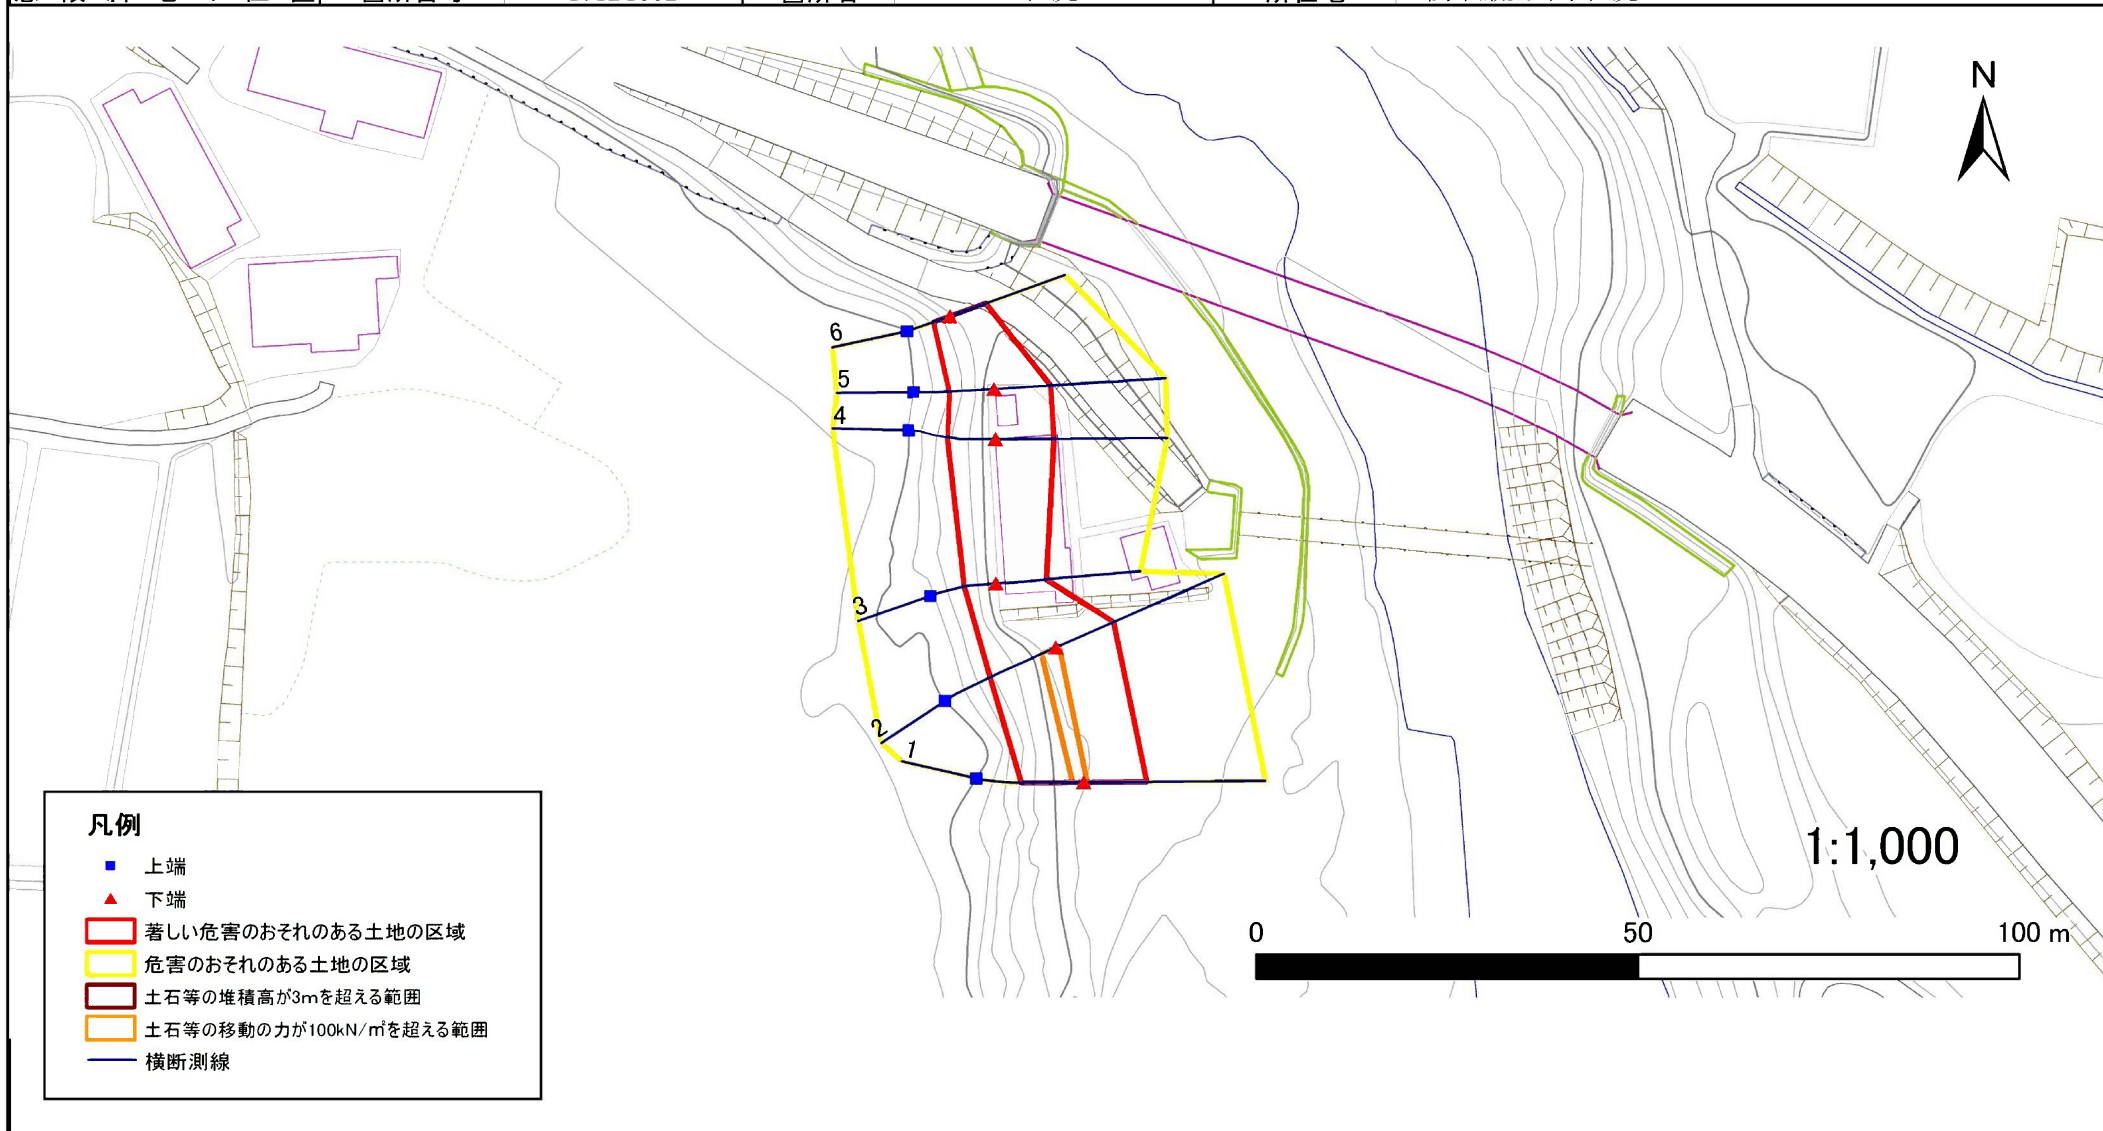 N
6
5
4
3
2
1
凡例
上端
下端
著しい危害のおそれのある土地の区域
危害のおそれのある土地の区域
土石等の堆積高が3mを超える範囲
土石等の移動の力が100kN/㎡を超える範囲
横断測線
1:1,000
0 50 100 m